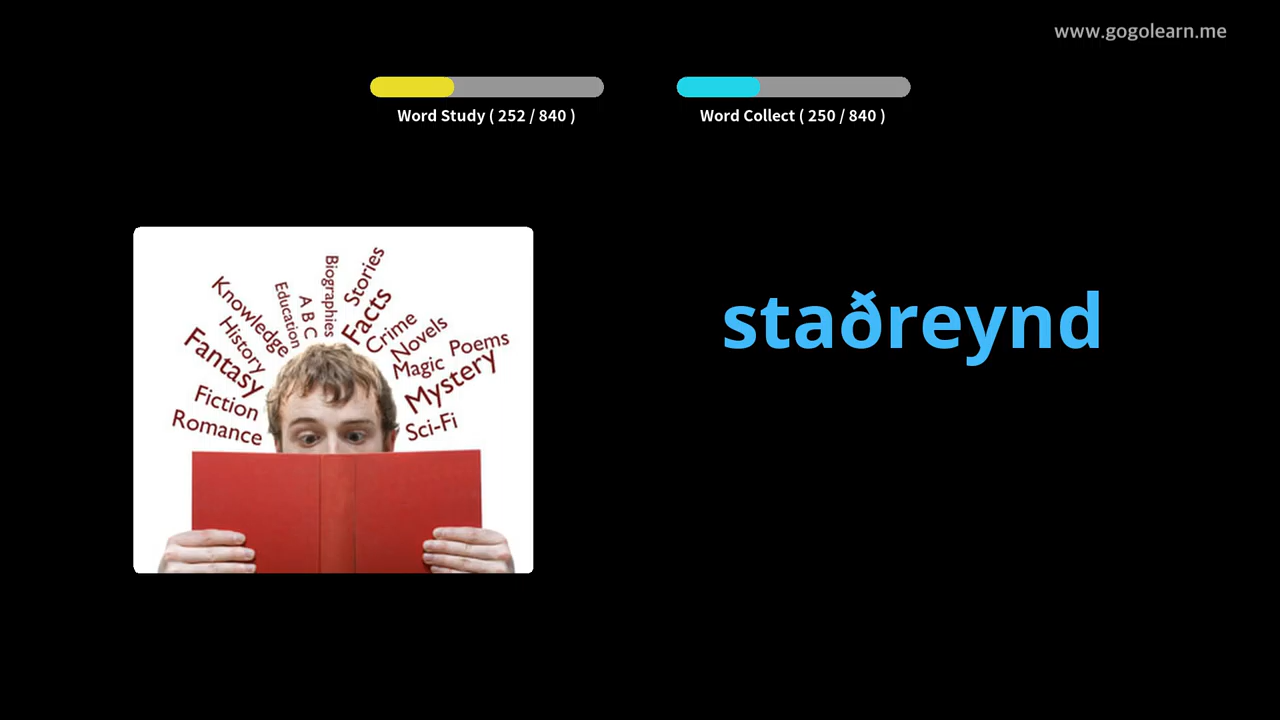 www.gogolearn.me
Word Study ( 252 / 840 )
Word Collect ( 250 / 840 )
staðreynd
Romance
Fiction
Fantasy
History
Knowledge
Education
A B C
Biographies
Stories
Facts
Crime
Novels
Magic
Poems
Mystery
Sci-Fi